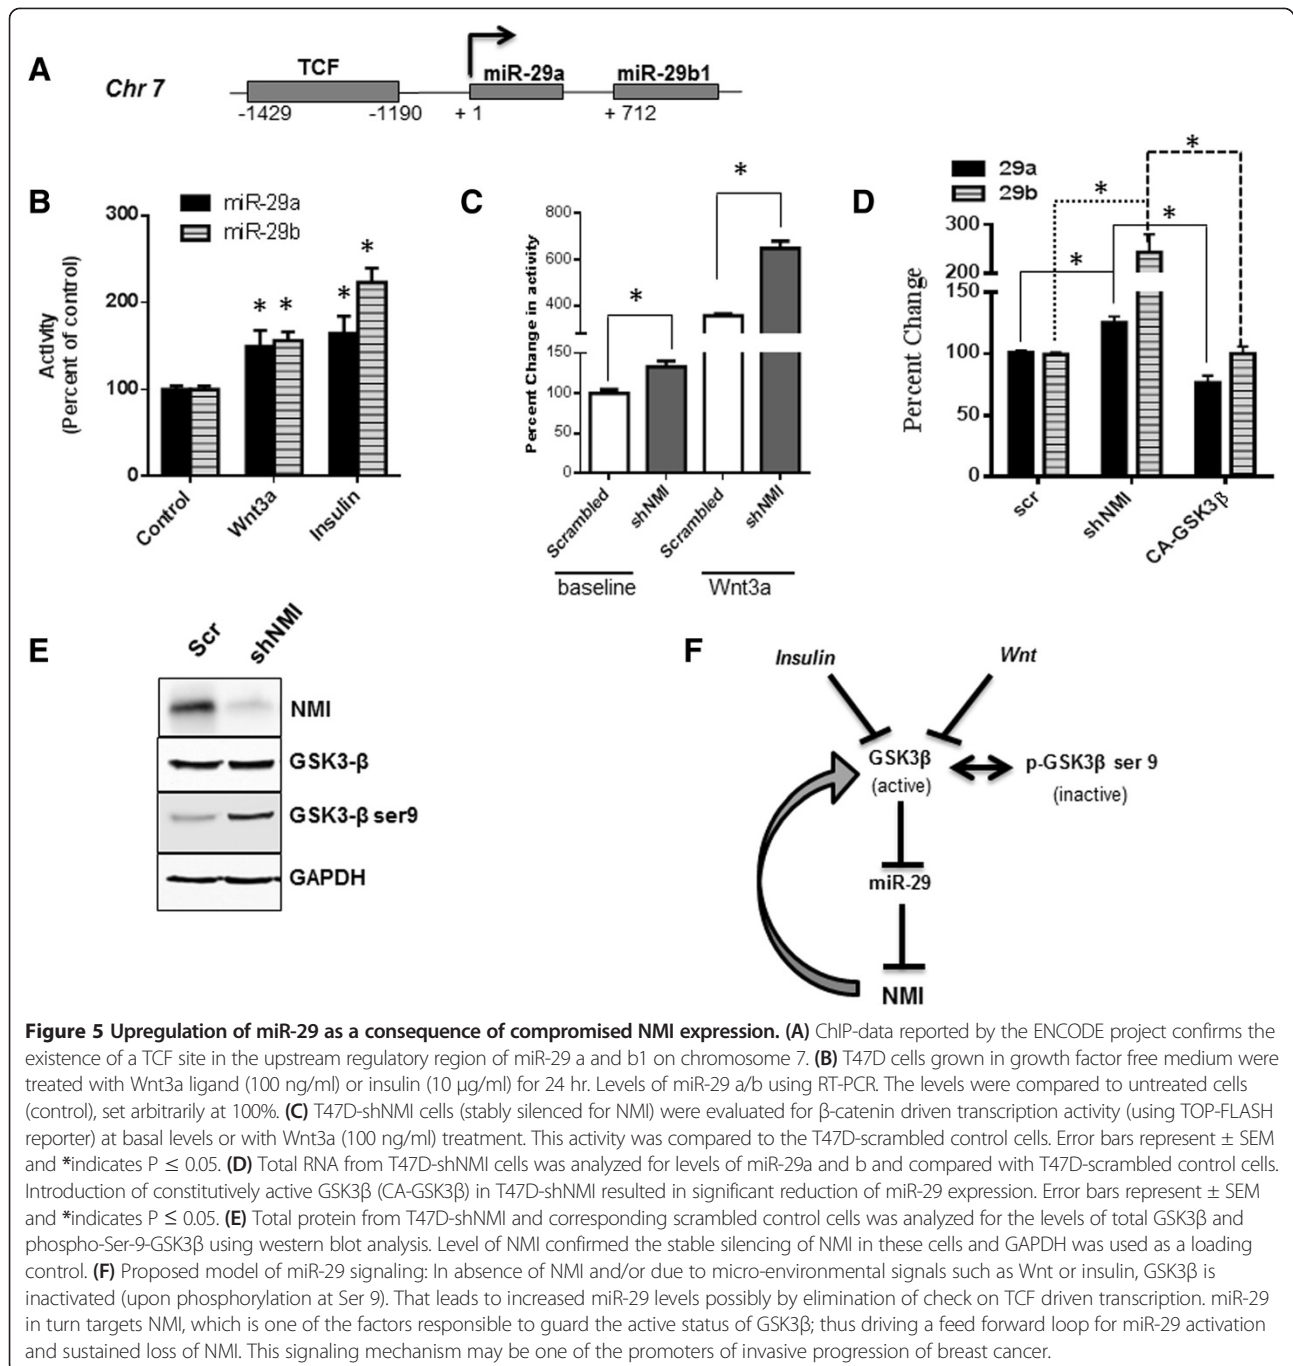 A
Chr 7
TCF
miR-29a
miR-29b1
-1429
-1190
+ 1
+ 712
B
miR-29a
miR-29b
Activity
(Percent of control)
300
200
100
0
*
*
*
*
Control
Wnt3a
Insulin
C
Percent Change in activity
800
600
400
150
100
50
0
*
*
Scrambled
shNMI
Scrambled
shNMI
baseline
Wnt3a
D
29a
29b
Percent Change
300
200
150
100
50
0
*
*
*
*
scr
shNMI
CA-GSK3β
E
Scr
shNMI
NMI
GSK3-β
GSK3-β ser9
GAPDH
F
Insulin
Wnt
GSK3β
(active)
p-GSK3β ser 9
(inactive)
miR-29
NMI
Figure 5 Upregulation of miR-29 as a consequence of compromised NMI expression. (A) ChIP-data reported by the ENCODE project confirms the
existence of a TCF site in the upstream regulatory region of miR-29 a and b1 on chromosome 7. (B) T47D cells grown in growth factor free medium were
treated with Wnt3a ligand (100 ng/ml) or insulin (10 μg/ml) for 24 hr. Levels of miR-29 a/b using RT-PCR. The levels were compared to untreated cells
(control), set arbitrarily at 100%. (C) T47D-shNMI cells (stably silenced for NMI) were evaluated for β-catenin driven transcription activity (using TOP-FLASH
reporter) at basal levels or with Wnt3a (100 ng/ml) treatment. This activity was compared to the T47D-scrambled control cells. Error bars represent ± SEM
and *indicates P ≤ 0.05. (D) Total RNA from T47D-shNMI cells was analyzed for levels of miR-29a and b and compared with T47D-scrambled control cells.
Introduction of constitutively active GSK3β (CA-GSK3β) in T47D-shNMI resulted in significant reduction of miR-29 expression. Error bars represent ± SEM
and *indicates P ≤ 0.05. (E) Total protein from T47D-shNMI and corresponding scrambled control cells was analyzed for the levels of total GSK3β and
phospho-Ser-9-GSK3β using western blot analysis. Level of NMI confirmed the stable silencing of NMI in these cells and GAPDH was used as a loading
control. (F) Proposed model of miR-29 signaling: In absence of NMI and/or due to micro-environmental signals such as Wnt or insulin, GSK3β is
inactivated (upon phosphorylation at Ser 9). That leads to increased miR-29 levels possibly by elimination of check on TCF driven transcription. miR-29
in turn targets NMI, which is one of the factors responsible to guard the active status of GSK3β; thus driving a feed forward loop for miR-29 activation
and sustained loss of NMI. This signaling mechanism may be one of the promoters of invasive progression of breast cancer.